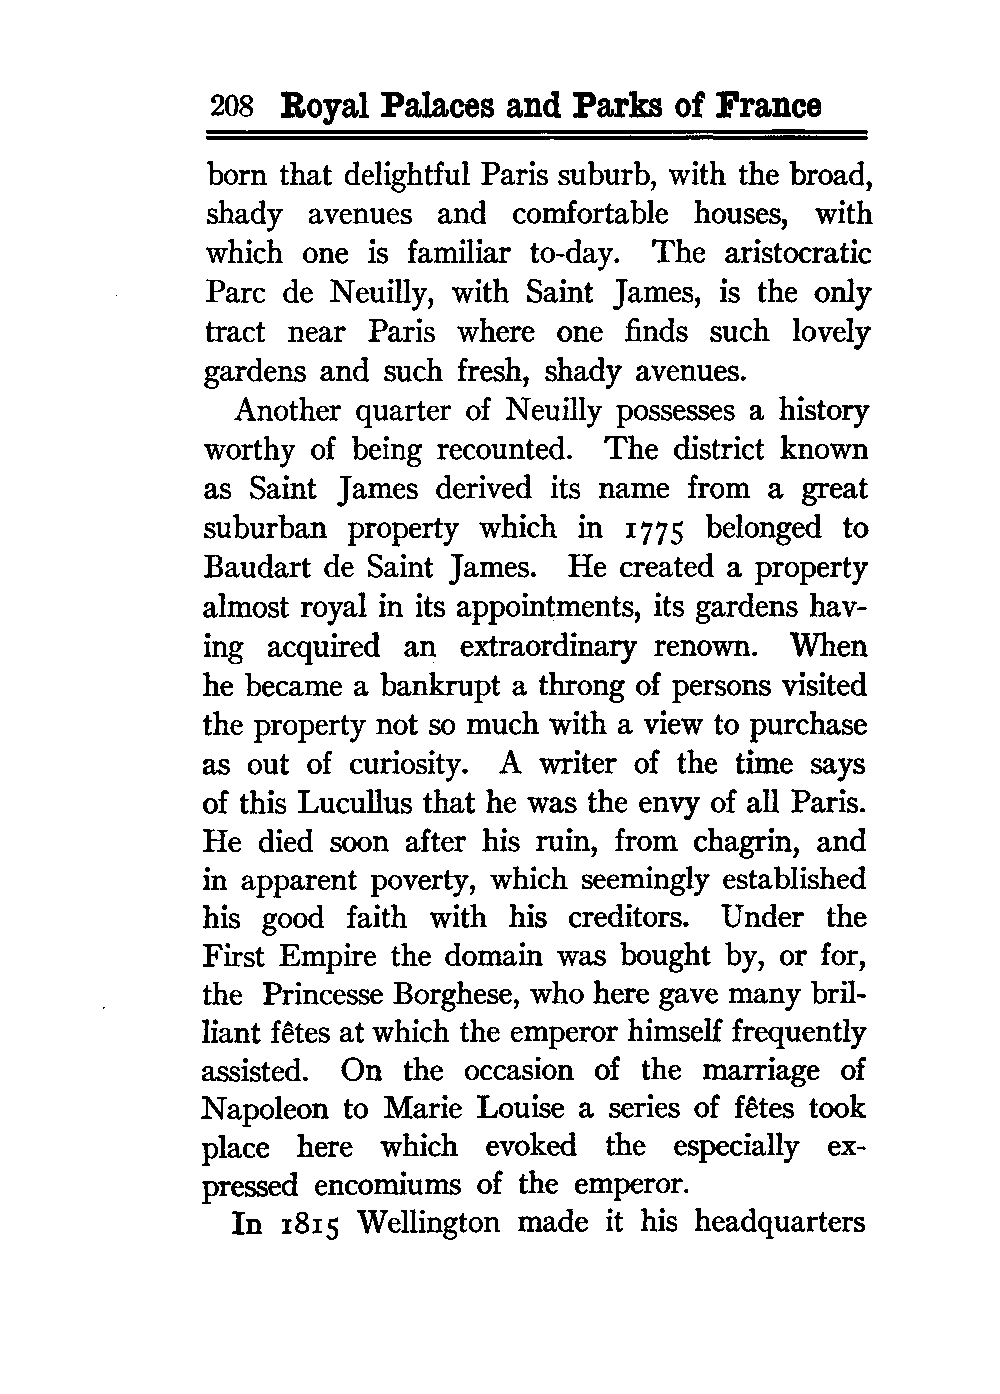 208 Royal Palaces and Parks of France
born that delightful Paris suburb, with the broad,
shady avenues and comfortable houses, with
which one is familiar to-day. The aristocratic
Parc de Neuilly, with Saint James, is the only
tract near Paris where one finds such lovely
gardens and such fresh, shady avenues.
Another quarter of Neuilly possesses a history
worthy of being recounted. The district known
as Saint James derived its name from a great
suburban property which in 1775 belonged to
Baudart de Saint James. He created a property
almost royal in its appointments, its gardens hav-
ing acquired an extraordinary renown. When
he became a bankrupt a throng of persons visited
the property not so much with a view to purchase
as out of curiosity. A writer of the time says
of this Lucullus that he was the envy of all Paris.
He died soon after his ruin, from chagrin, and
in apparent poverty, which seemingly established
his good faith with his creditors. Under the
First Empire the domain was bought by, or for,
the Princesse Borghese, who here gave many bril-
liant fêtes at which the emperor himself frequently
assisted. On the occasion of the marriage of
Napoleon to Marie Louise a series of fêtes took
place here which evoked the especially ex-
pressed encomiums of the emperor.
In 1815 Wellington made it his headquarters